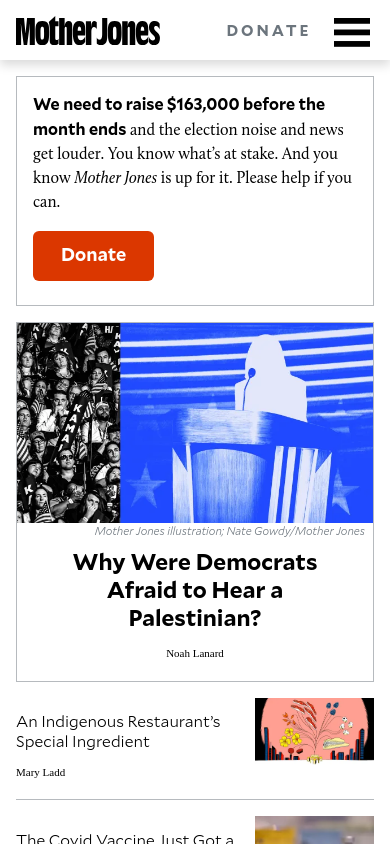 Mother Jones
DONATE
We need to raise $163,000 before the
month ends and the election noise and news
get louder. You know what’s at stake. And you
know Mother Jones is up for it. Please help if you
can.
Donate
Mother Jones illustration; Nate Gowdy/Mother Jones
Why Were Democrats
Afraid to Hear a
Palestinian?
Noah Lanard
An Indigenous Restaurant’s
Special Ingredient
Mary Ladd
The Covid Vaccine Just Got a